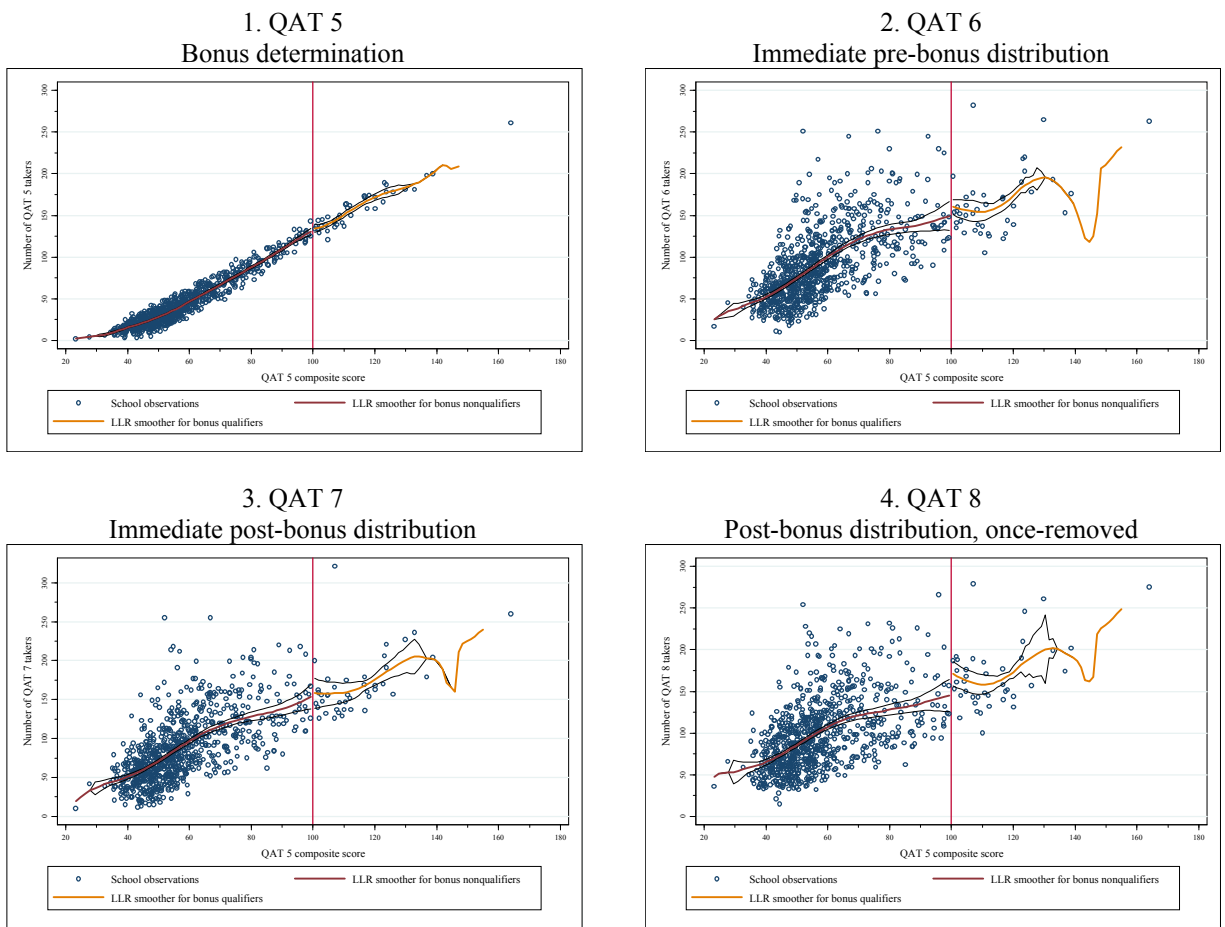 1. QAT 5
Bonus determination
Number of QAT 5 takers
300
250
200
150
100
50
0
20 40 60 80 100 120 140 160 180
QAT 5 composite score
School observations LLR smoother for bonus nonqualifiers
LLR smoother for bonus qualifiers
2. QAT 6
Immediate pre-bonus distribution
Number of QAT 6 takers
300
250
200
150
100
50
0
20 40 60 80 100 120 140 160 180
QAT 5 composite score
School observations LLR smoother for bonus nonqualifiers
LLR smoother for bonus qualifiers
3. QAT 7
Immediate post-bonus distribution
Number of QAT 7 takers
300
250
200
150
100
50
0
20 40 60 80 100 120 140 160 180
QAT 5 composite score
School observations LLR smoother for bonus nonqualifiers
LLR smoother for bonus qualifiers
4. QAT 8
Post-bonus distribution, once-removed
Number of QAT 8 takers
300
250
200
150
100
50
0
20 40 60 80 100 120 140 160 180
QAT 5 composite score
School observations LLR smoother for bonus nonqualifiers
LLR smoother for bonus qualifiers